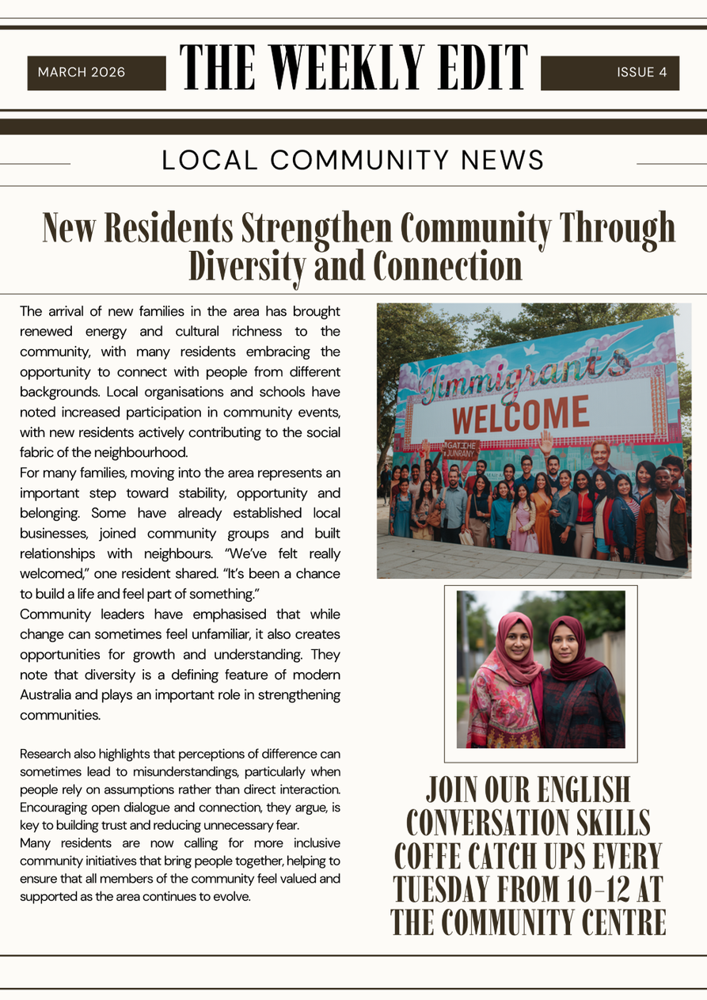 MARCH 2026
THE WEEKLY EDIT
ISSUE 4
LOCAL COMMUNITY NEWS
New Residents Strengthen Community Through
Diversity and Connection
The arrival of new families in the area has brought
renewed energy and cultural richness to the
community, with many residents embracing the
opportunity to connect with people from different
backgrounds. Local organisations and schools have
noted increased participation in community events,
with new residents actively contributing to the social
fabric of the neighbourhood.
For many families, moving into the area represents an
important step toward stability, opportunity and
belonging. Some have already established local
businesses, joined community groups and built
relationships with neighbours. “We’ve felt really
welcomed,” one resident shared. “It’s been a chance
to build a life and feel part of something.”
Community leaders have emphasised that while
change can sometimes feel unfamiliar, it also creates
opportunities for growth and understanding. They
note that diversity is a defining feature of modern
Australia and plays an important role in strengthening
communities.
Research also highlights that perceptions of difference can
sometimes lead to misunderstandings, particularly when
people rely on assumptions rather than direct interaction.
Encouraging open dialogue and connection, they argue, is
key to building trust and reducing unnecessary fear.
Many residents are now calling for more inclusive
community initiatives that bring people together, helping to
ensure that all members of the community feel valued and
supported as the area continues to evolve.
Jimmigrants
WELCOME
GATIHE
JUNRANY
JOIN OUR ENGLISH
CONVERSATION SKILLS
COFFE CATCH UPS EVERY
TUESDAY FROM 10-12 AT
THE COMMUNITY CENTRE